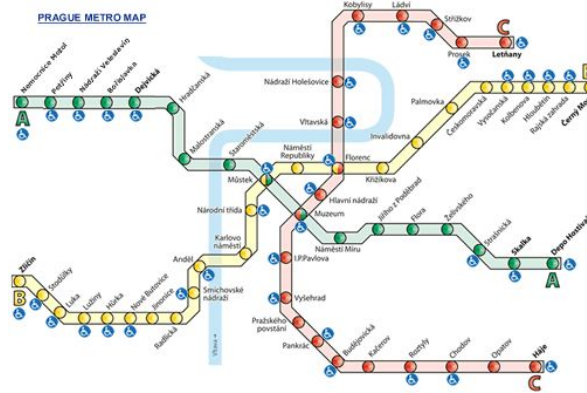 PRAGUE METRO MAP
Kobylisy
Ládví
Střížkov
Prosek
C
Letňany
Nemocnice Motol
Petřiny
Nádraží Veleslavín
Bořislavka
Dejvická
Hradčanská
Malostranská
Staroměstská
A
Nádraží Holešovice
Vltavská
Palmovka
Invalidovna
Českomoravská
Vysočanská
Kolbenova
Hloubětín
Rajská zahrada
Náměstí
Republiky
Florenc
Křižíkova
Můstek
Hlavní nádraží
Muzeum
Národní třída
Karlovo
náměstí
Anděl
Smíchovské
nádraží
Náměstí Míru
Jiřího z Poděbrad
Flora
Želivského
Strašnická
Skalka
A
I.P.Pavlova
Vyšehrad
Pražského
povstání
Pankrác
Budějovická
Kačerov
Roztyly
Chodov
Opatov
Háje
C
Zličín
B
Stodůlky
Luka
Lužiny
Hůrka
Nové Butovice
Jinonice
Radlická
Vltava